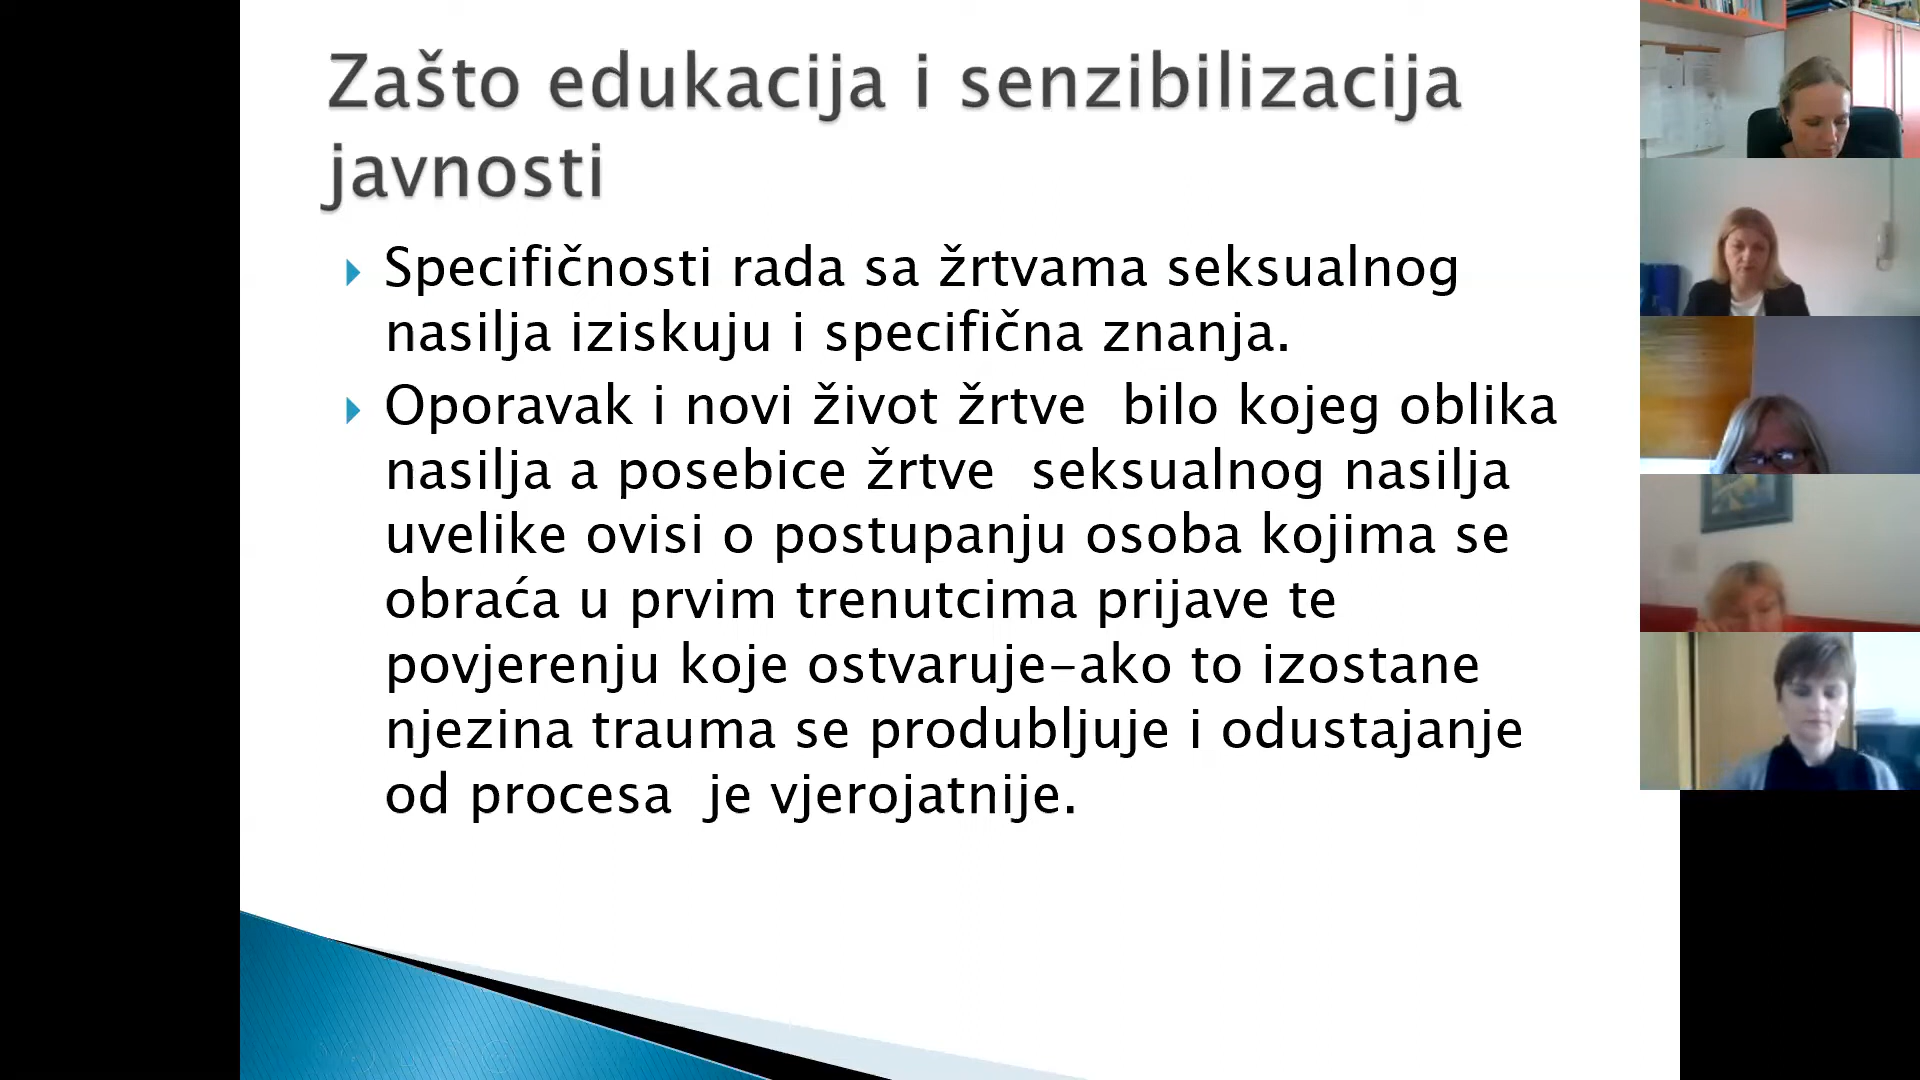 Zašto edukacija i senzibilizacija
javnosti
Specifičnosti rada sa žrtvama seksualnog
nasilja iziskuju i specifična znanja.
Oporavak i novi život žrtve bilo kojeg oblika
nasilja a posebice žrtve seksualnog nasilja
uvelike ovisi o postupanju osoba kojima se
obraća u prvim trenutcima prijave te
povjerenju koje ostvaruje-ako to izostane
njezina trauma se produbljuje i odustajanje
od procesa je vjerojatnije.